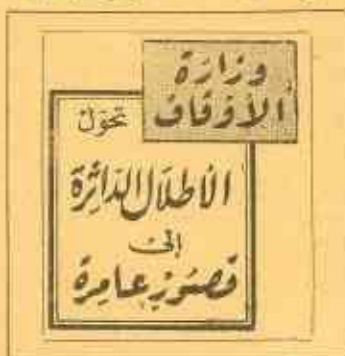 وزارة
الأوقاف
تحول
الأطلال الدائرة
إلى
قصور عامرة